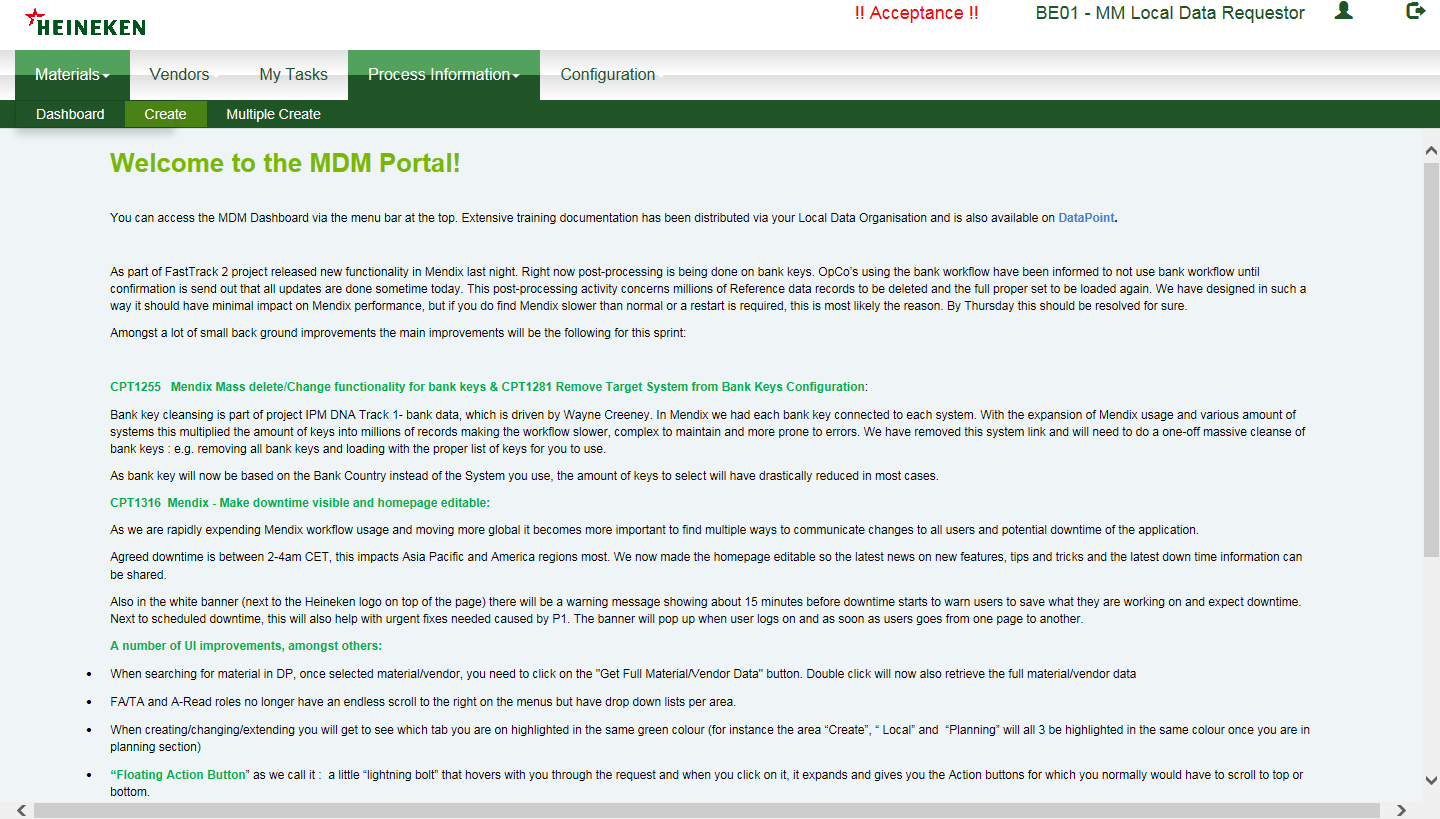 HEINEKEN
!! Acceptance !!
BE01 - MM Local Data Requestor
Materials
Vendors
My Tasks
Process Information
Configuration
Dashboard
Create
Multiple Create
Welcome to the MDM Portal!
You can access the MDM Dashboard via the menu bar at the top. Extensive training documentation has been distributed via your Local Data Organisation and is also available on DataPoint.
As part of FastTrack 2 project released new functionality in Mendix last night. Right now post-processing is being done on bank keys. OpCo's using the bank workflow have been informed to not use bank workflow until
confirmation is send out that all updates are done sometime today. This post-processing activity concerns millions of Reference data records to be deleted and the full proper set to be loaded again. We have designed in such a
way it should have minimal impact on Mendix performance, but if you do find Mendix slower than normal or a restart is required, this is most likely the reason. By Thursday this should be resolved for sure.
Amongst a lot of small back ground improvements the main improvements will be the following for this sprint:
CPT1255   Mendix Mass delete/Change functionality for bank keys & CPT1281 Remove Target System from Bank Keys Configuration:
Bank key cleansing is part of project IPM DNA Track 1- bank data, which is driven by Wayne Creeney. In Mendix we had each bank key connected to each system. With the expansion of Mendix usage and various amount of
systems this multiplied the amount of keys into millions of records making the workflow slower, complex to maintain and more prone to errors. We have removed this system link and will need to do a one-off massive cleanse of
bank keys : e.g. removing all bank keys and loading with the proper list of keys for you to use.
As bank key will now be based on the Bank Country instead of the System you use, the amount of keys to select will have drastically reduced in most cases.
CPT1316  Mendix - Make downtime visible and homepage editable:
As we are rapidly expending Mendix workflow usage and moving more global it becomes more important to find multiple ways to communicate changes to all users and potential downtime of the application.
Agreed downtime is between 2-4am CET, this impacts Asia Pacific and America regions most. We now made the homepage editable so the latest news on new features, tips and tricks and the latest down time information can
be shared.
Also in the white banner (next to the Heineken logo on top of the page) there will be a warning message showing about 15 minutes before downtime starts to warn users to save what they are working on and expect downtime.
Next to scheduled downtime, this will also help with urgent fixes needed caused by P1. The banner will pop up when user logs on and as soon as users goes from one page to another.
A number of UI improvements, amongst others:
• When searching for material in DP, once selected material/vendor, you need to click on the "Get Full Material/Vendor Data" button. Double click will now also retrieve the full material/vendor data
• FA/TA and A-Read roles no longer have an endless scroll to the right on the menus but have drop down lists per area.
• When creating/changing/extending you will get to see which tab you are on highlighted in the same green colour (for instance the area “Create”, “ Local” and  “Planning” will all 3 be highlighted in the same colour once you are in
planning section)
• “Floating Action Button” as we call it :  a little “lightning bolt” that hovers with you through the request and when you click on it, it expands and gives you the Action buttons for which you normally would have to scroll to top or
bottom.